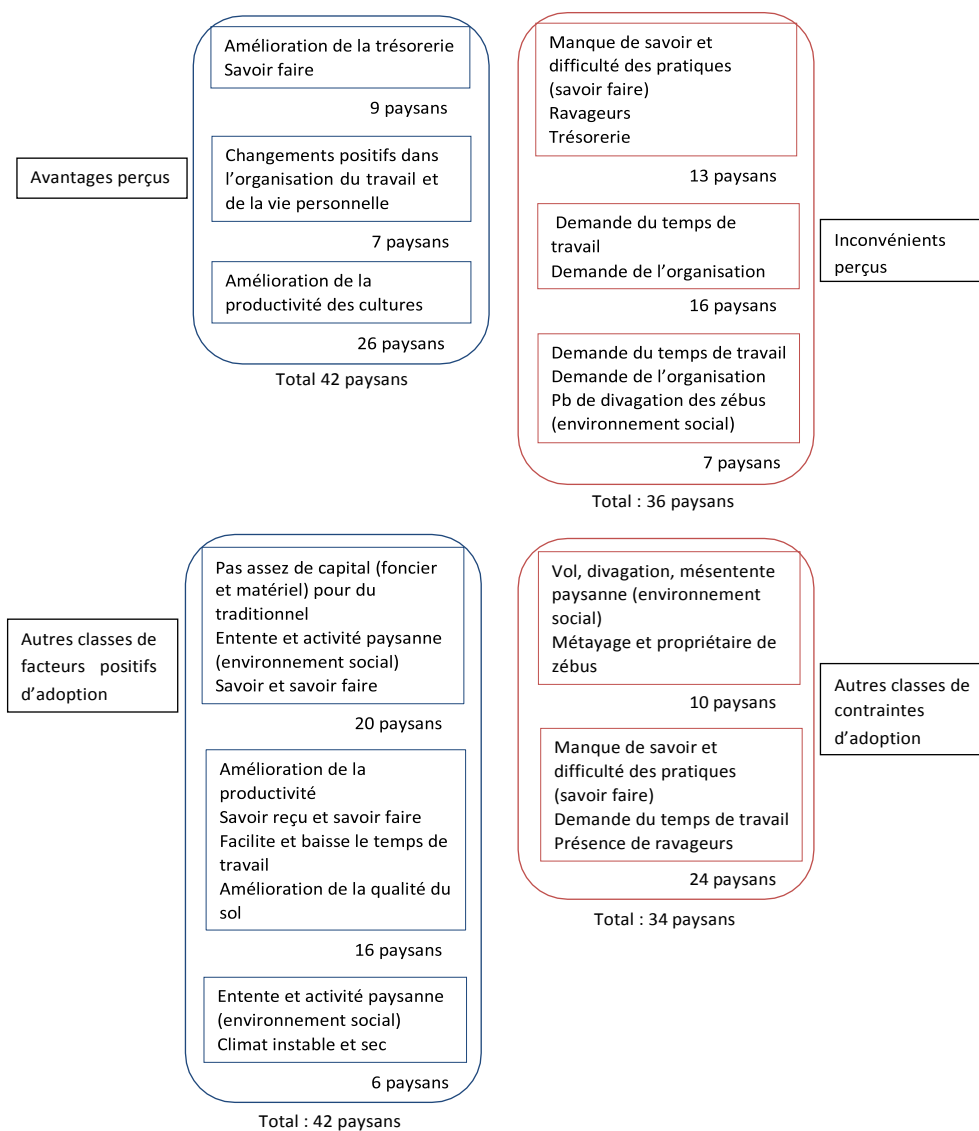 Avantages perçus
Amélioration de la trésorerie
Savoir faire
9 paysans
Changements positifs dans
l’organisation du travail et
de la vie personnelle
7 paysans
Amélioration de la
productivité des cultures
26 paysans
Total 42 paysans
Manque de savoir et
difficulté des pratiques
(savoir faire)
Ravageurs
Trésorerie
13 paysans
Demande du temps de
travail
Demande de l’organisation
16 paysans
Demande du temps de travail
Demande de l’organisation
Pb de divagation des zébus
(environnement social)
7 paysans
Total : 36 paysans
Inconvénients
perçus
Autres classes de
facteurs positifs
d’adoption
Pas assez de capital (foncier
et matériel) pour du
traditionnel
Entente et activité paysanne
(environnement social)
Savoir et savoir faire
20 paysans
Amélioration de la
productivité
Savoir reçu et savoir faire
Facilite et baisse le temps de
travail
Amélioration de la qualité du
sol
16 paysans
Entente et activité paysanne
(environnement social)
Climat instable et sec
6 paysans
Total : 42 paysans
Vol, divagation, mésentente
paysanne (environnement
social)
Métayage et propriétaire de
zébus
10 paysans
Manque de savoir et
difficulté des pratiques
(savoir faire)
Demande du temps de travail
Présence de ravageurs
24 paysans
Total : 34 paysans
Autres classes de
contraintes
d’adoption